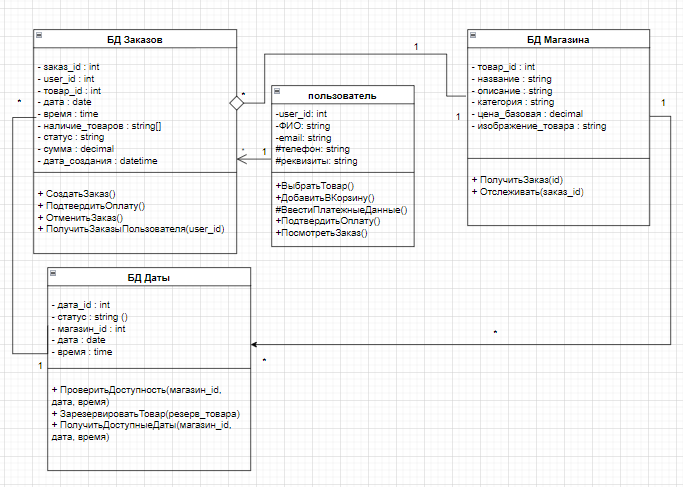 БД Заказов
- заказ_id : int
- user_id : int
- товар_id : int
- дата : date
- время : time
- наличие_товаров : string[]
- статус : string
- сумма : decimal
- дата_создания : datetime
+ СоздатьЗаказ()
+ ПодтвердитьОплату()
+ ОтменитьЗаказ()
+ ПолучитьЗаказыПользователя(user_id)
*
*
*
1
пользователь
-user_id: int
-ФИО: string
-email: string
#телефон: string
#реквизиты: string
+ВыбратьТовар()
+ДобавитьВКорзину()
#ВвестиПлатежныеДанные()
+ПодтвердитьОплату()
+ПосмотретьЗаказ()
1
1
1
БД Магазина
- товар_id : int
- название : string
- описание : string
- категория : string
- цена_базовая : decimal
- изображение_товара : string
+ ПолучитьЗаказ(id)
+ Отслеживать(заказ_id)
БД Даты
- дата_id : int
- статус : string ()
- магазин_id : int
- дата : date
- время : time
+ ПроверитьДоступность(магазин_id,
дата, время)
+ ЗарезервироватьТовар(резерв_товара)
+ ПолучитьДоступныеДаты(магазин_id,
дата, время)
1
*
*